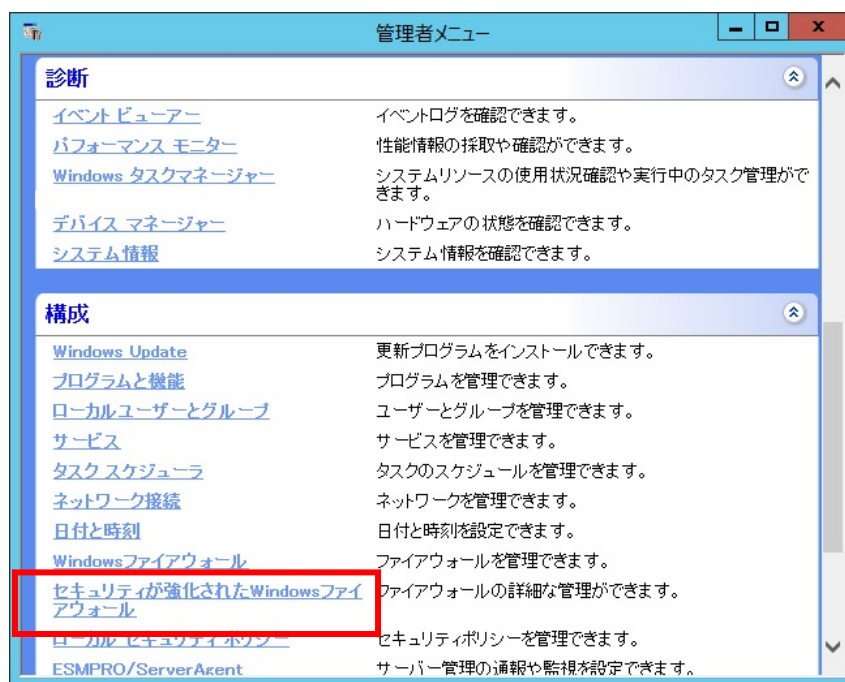 管理者メニュー
診断
イベント ビューアー
イベントログを確認できます。
パフォーマンス モニター
性能情報の採取や確認ができます。
Windows タスクマネージャー
システムリソースの使用状況確認や実行中のタスク管理がで
きます。
デバイス マネージャー
ハードウェアの状態を確認できます。
システム情報
システム情報を確認できます。
構成
Windows Update
更新プログラムをインストールできます。
プログラムと機能
プログラムを管理できます。
ローカルユーザーとグループ
ユーザーとグループを管理できます。
サービス
サービスを管理できます。
タスク スケジューラ
タスクのスケジュールを管理できます。
ネットワーク接続
ネットワークを管理できます。
日付と時刻
日付と時刻を設定できます。
Windowsファイアウォール
ファイアウォールを管理できます。
セキュリティが強化されたWindowsファイ
アウォール
ファイアウォールの詳細な管理ができます。
ローカル セキュリティ ポリシー
セキュリティポリシーを管理できます。
ESMPRO/ServerAgent
サーバー管理の通報や監視を設定できます。